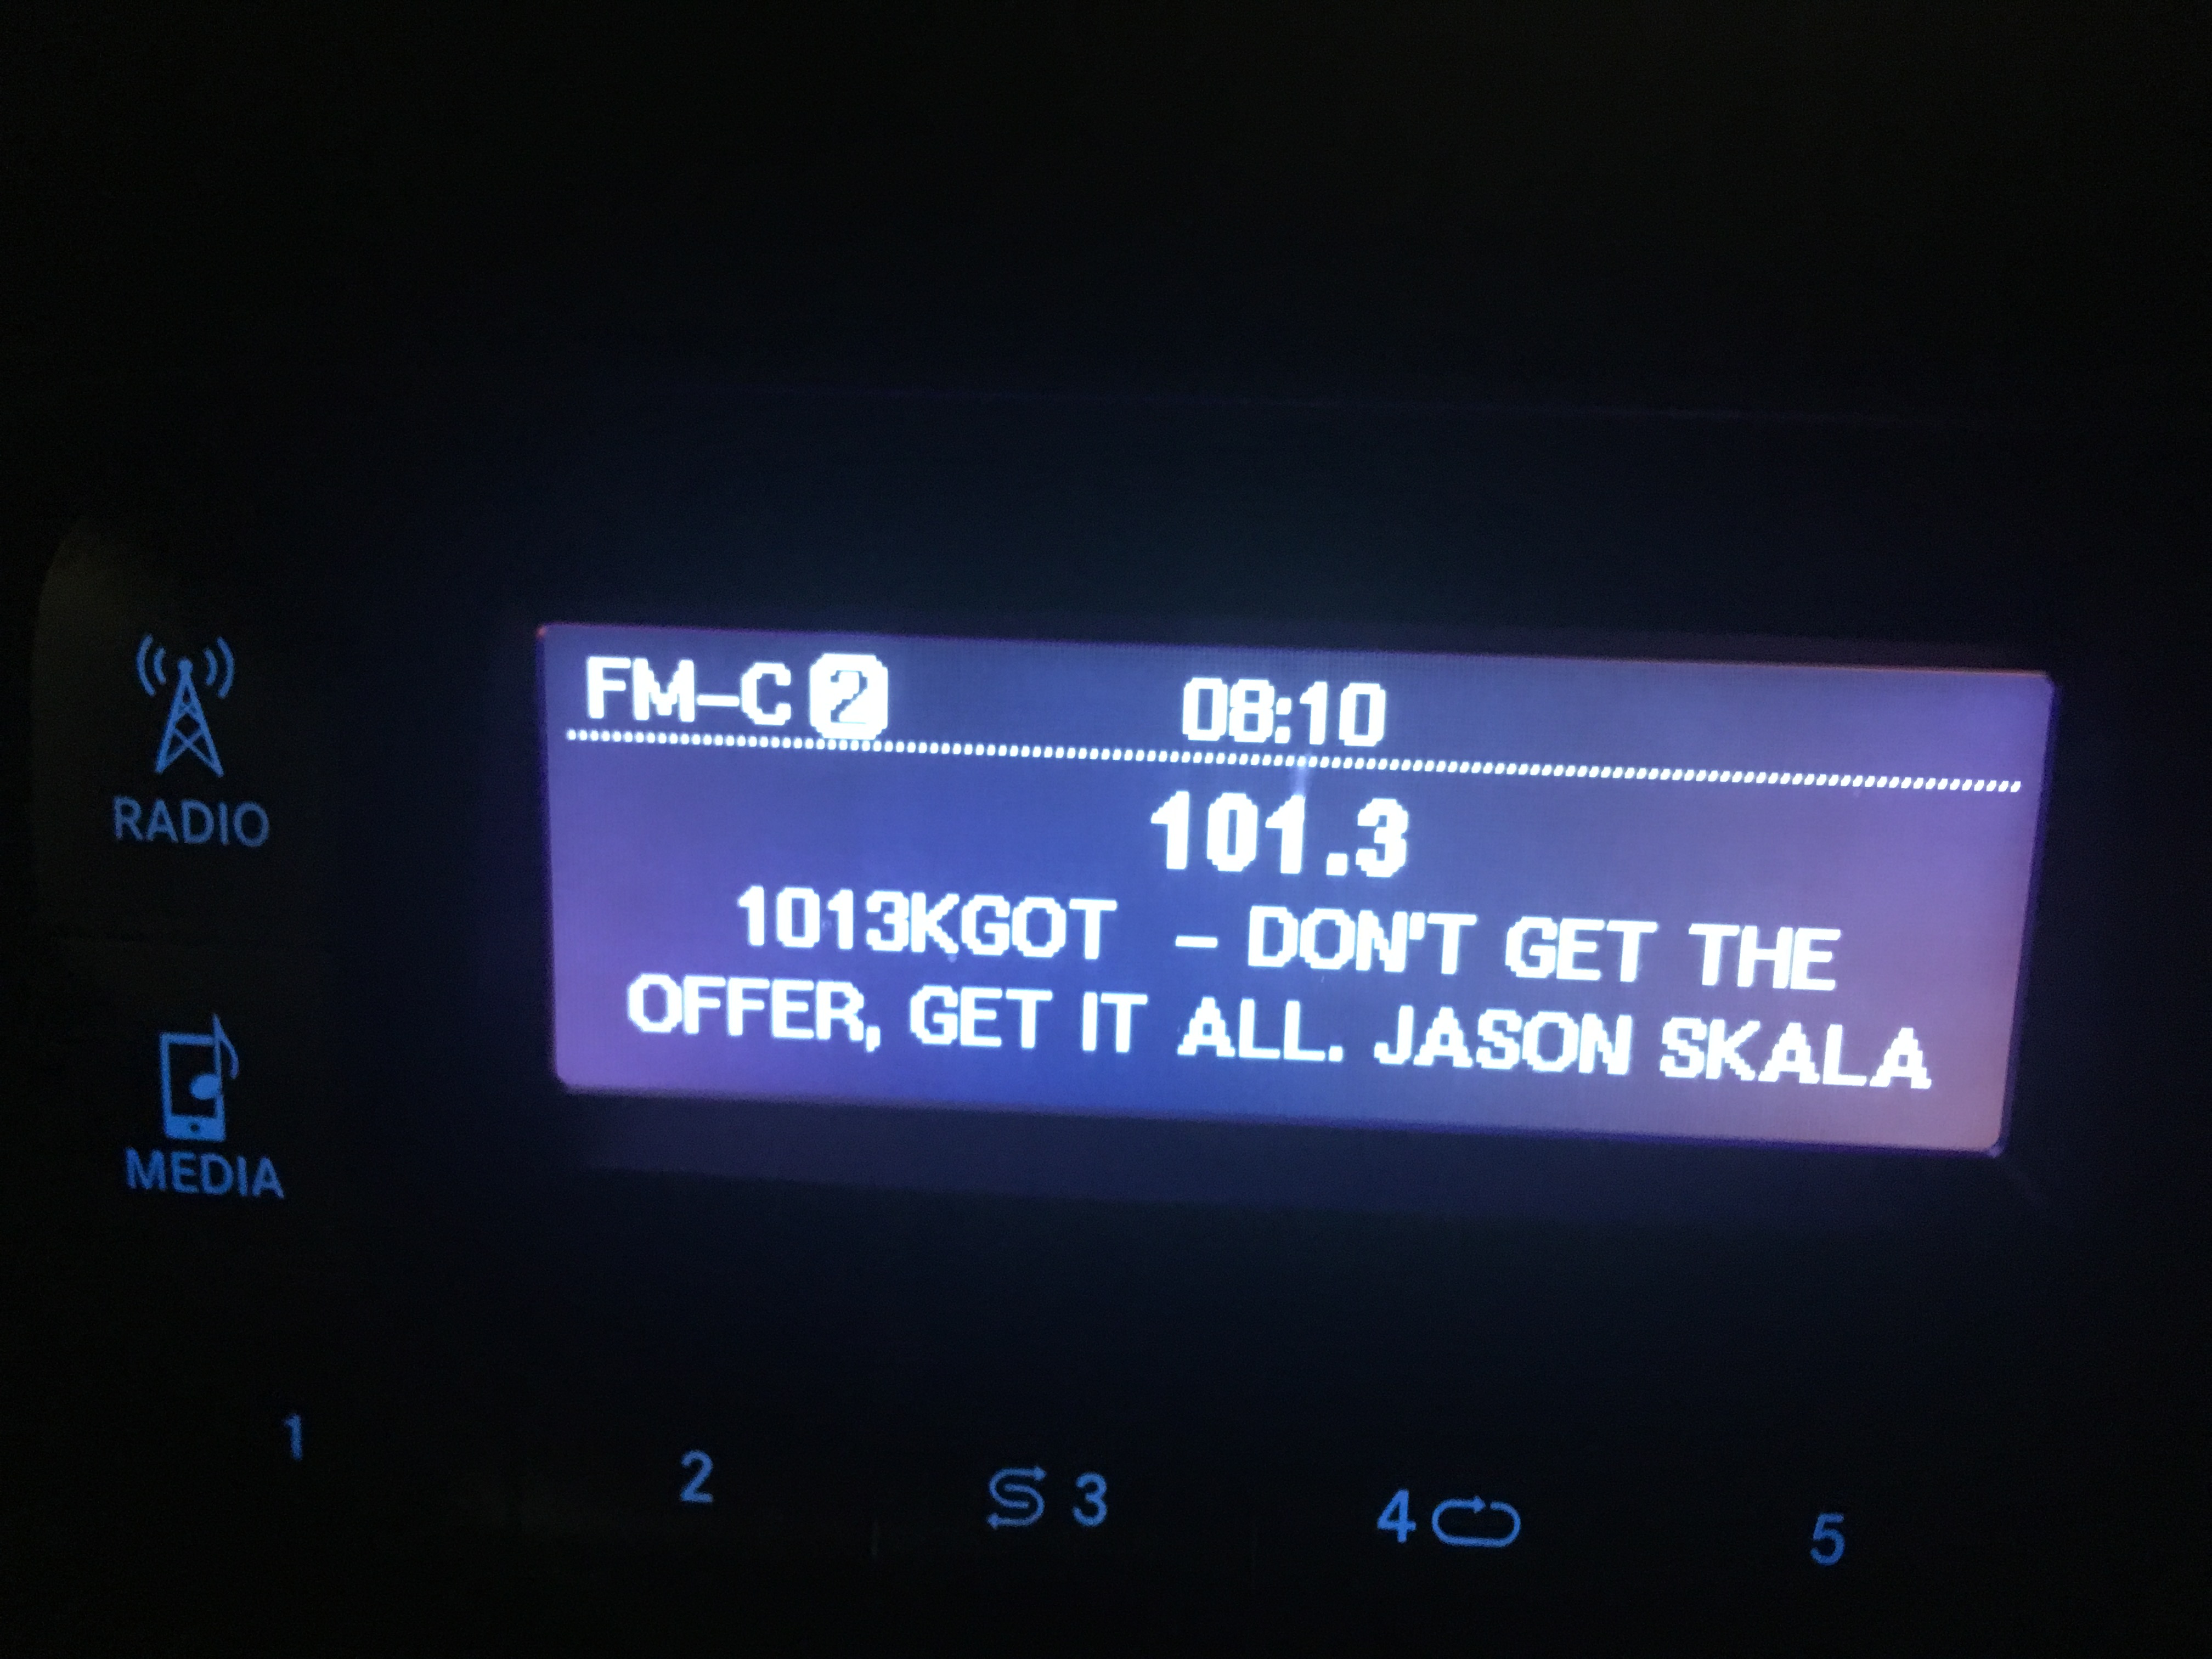 FM-C 2 08:10
101.3
1013KGOT - DON'T GET THE
OFFER, GET IT ALL. JASON SKALA
RADIO
MEDIA
1 2 3 4 5